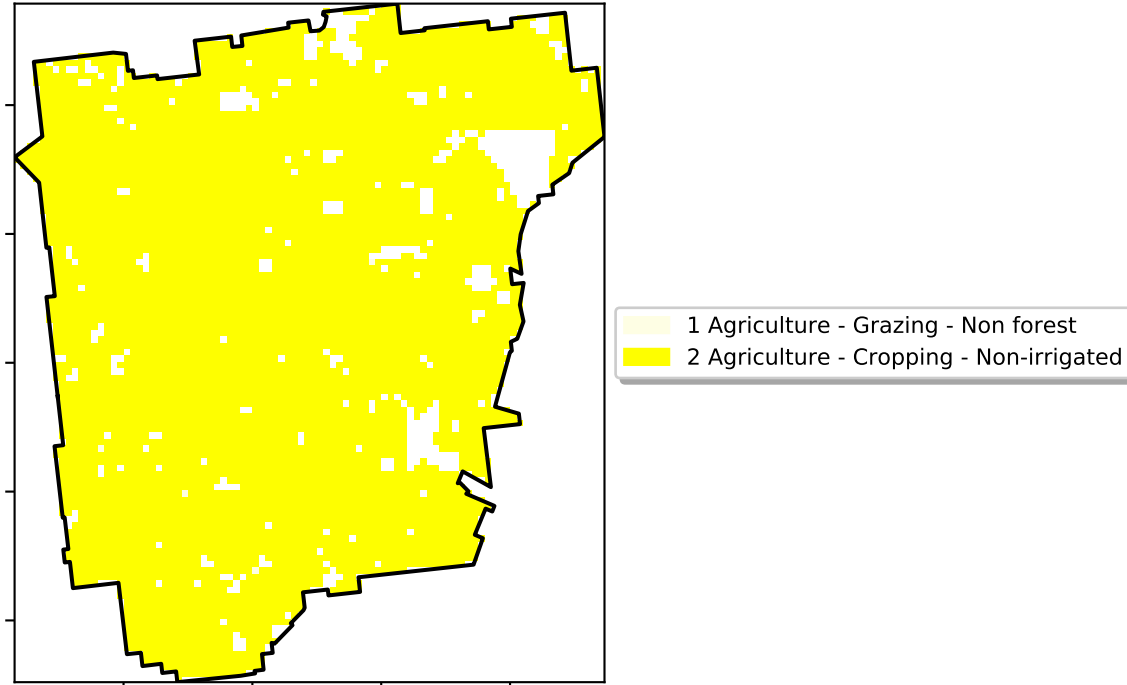 1 Agriculture - Grazing - Non forest
2 Agriculture - Cropping - Non-irrigated